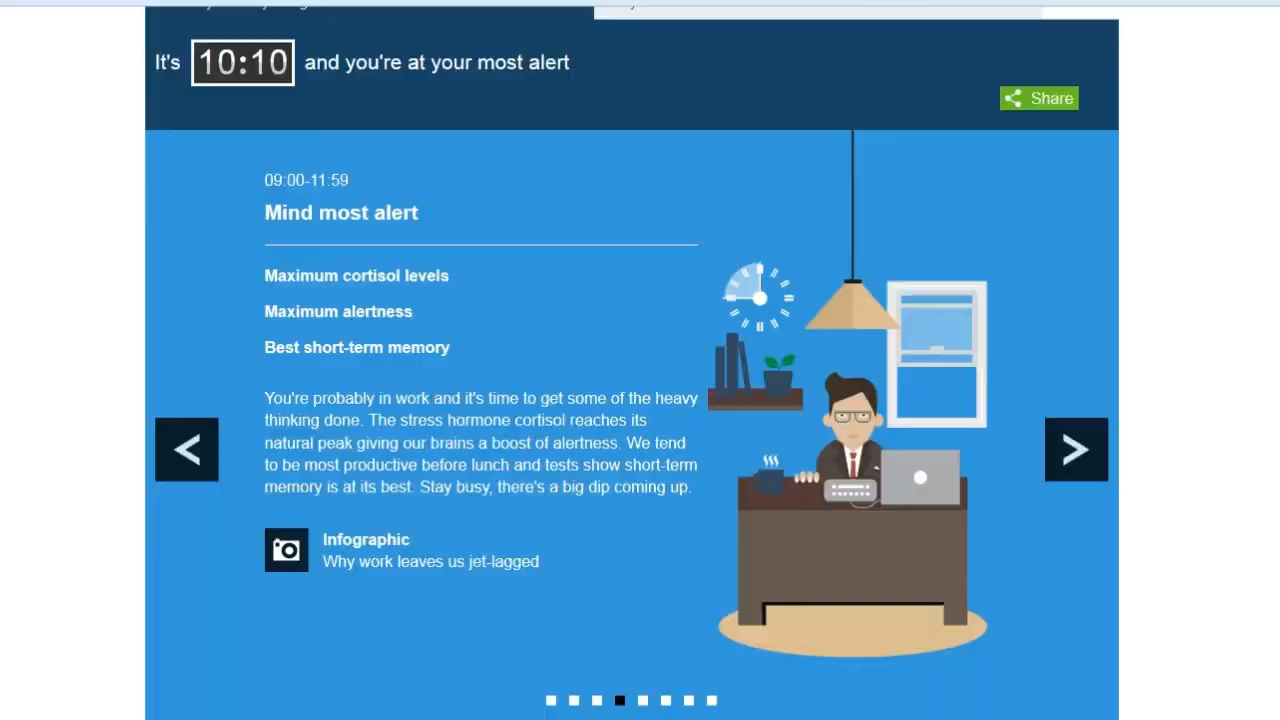 It's 10:10 and you're at your most alert
Share
09:00-11:59
Mind most alert
Maximum cortisol levels
Maximum alertness
Best short-term memory
You're probably in work and it's time to get some of the heavy
thinking done. The stress hormone cortisol reaches its
natural peak giving our brains a boost of alertness. We tend
to be most productive before lunch and tests show short-term
memory is at its best. Stay busy, there's a big dip coming up.
<
>
Infographic
Why work leaves us jet-lagged